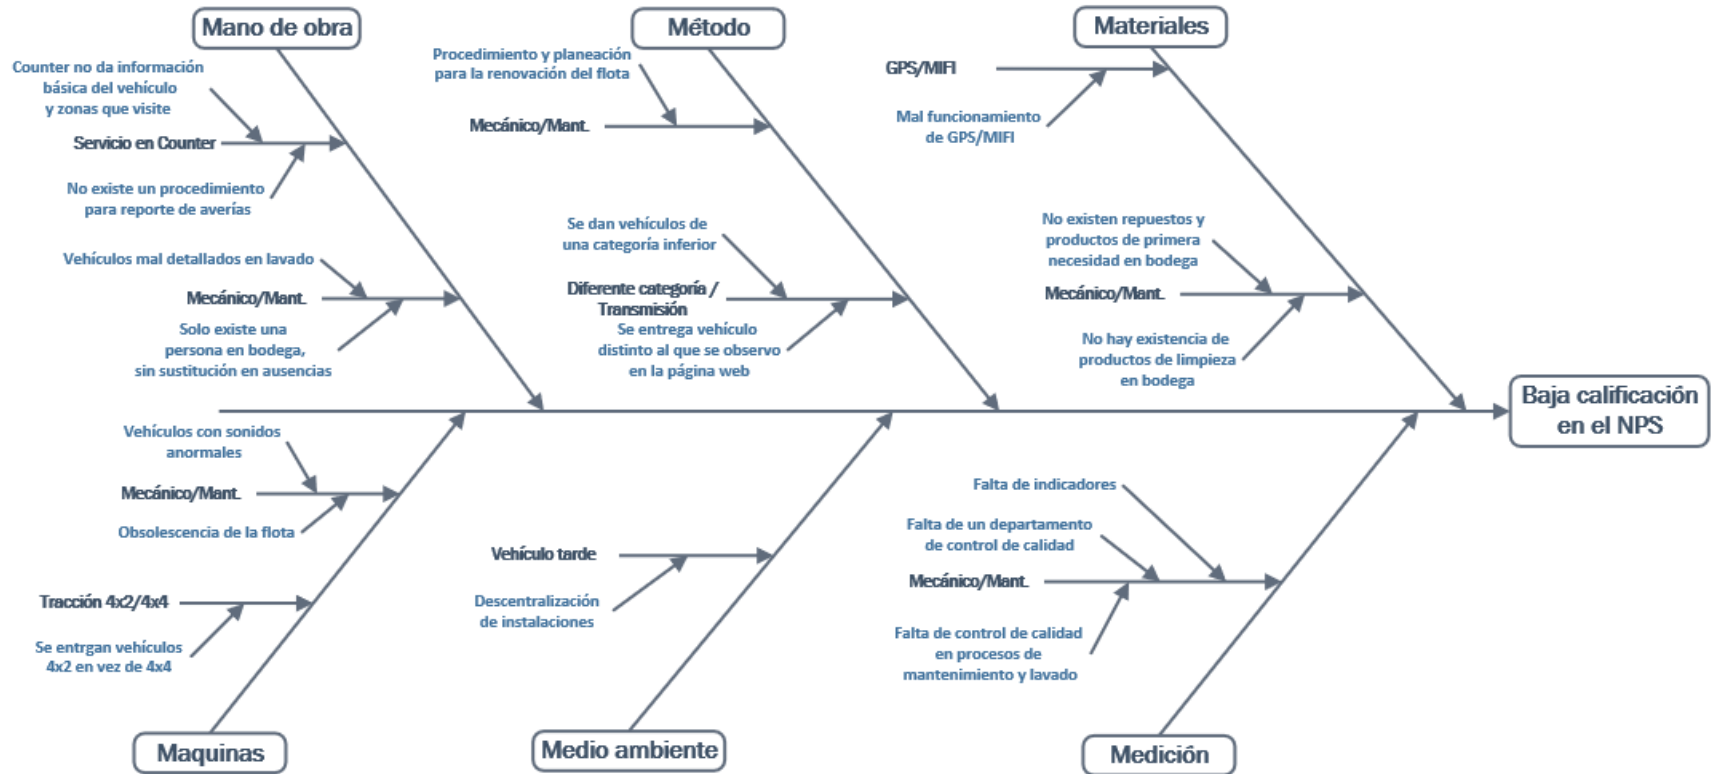 Mano de obra
Counter no da información
básica del vehículo
y zonas que visite
Servicio en Counter
No existe un procedimiento
para reporte de averías
Vehículos mal detallados en lavado
Mecánico/Mant.
Solo existe una
persona en bodega,
sin sustitución en ausencias
Método
Procedimiento y planeación
para la renovación del flota
Mecánico/Mant.
Se dan vehículos de
una categoría inferior
Diferente categoría /
Transmisión
Se entrega vehículo
distinto al que se observo
en la página web
Materiales
GPS/MIFI
Mal funcionamiento
de GPS/MIFI
No existen repuestos y
productos de primera
necesidad en bodega
Mecánico/Mant.
No hay existencia de
productos de limpieza
en bodega
Baja calificación
en el NPS
Vehículos con sonidos
anormales
Mecánico/Mant.
Obsolescencia de la flota
Tracción 4x2/4x4
Se entrgan vehículos
4x2 en vez de 4x4
Maquinas
Vehículo tarde
Descentralización
de instalaciones
Medio ambiente
Falta de indicadores
Falta de un departamento
de control de calidad
Mecánico/Mant.
Falta de control de calidad
en procesos de
mantenimiento y lavado
Medición